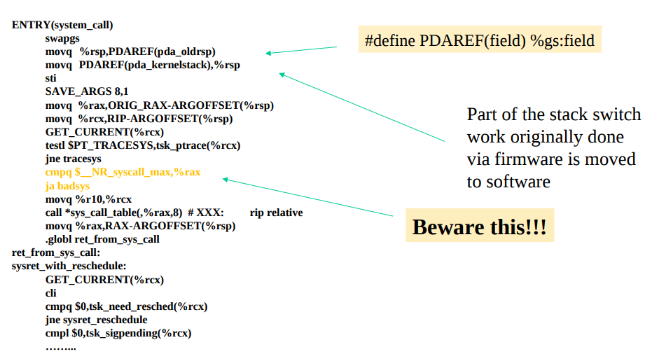 ENTRY(system_call)
swapgs
movq %rsp,PDAREF(pda_oldrsp)
movq PDAREF(pda_kernelstack),%rsp
sti
SAVE_ARGS 8,1
movq %rax,ORIG_RAX-ARGOFFSET(%rsp)
movq %rcx,RIP-ARGOFFSET(%rsp)
GET_CURRENT(%rcx)
testl $PT_TRACESYS,tsk_ptrace(%rcx)
jne tracesys
cmpq $__NR_syscall_max,%rax
ja badsys
movq %r10,%rcx
call *sys_call_table(,%rax,8) # XXX: rip relative
movq %rax,RAX-ARGOFFSET(%rsp)
.globl ret_from_sys_call
ret_from_sys_call:
sysret_with_reschedule:
GET_CURRENT(%rcx)
cli
cmpq $0,tsk_need_resched(%rcx)
jne sysret_reschedule
cmpl $0,tsk_sigpending(%rcx)
……...
#define PDAREF(field) %gs:field
Part of the stack switch
work originally done
via firmware is moved
to software
Beware this!!!